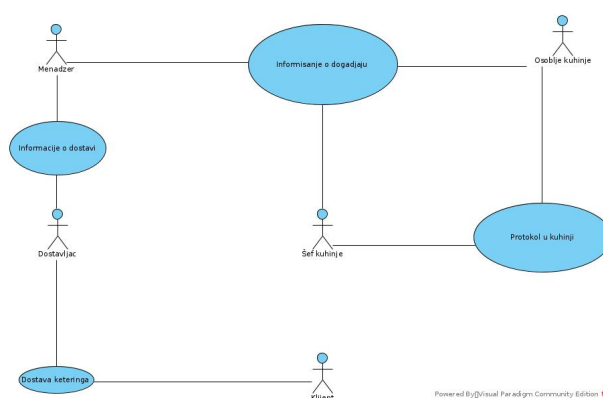 Osoblje kuhinje
Menadzer
Informisanje o dogadjaju
Informacije o dostavi
Protokol u kuhinji
Dostavljac
Šef kuhinje
Dostava keteringa
Klijent
Powered By Visual Paradigm Community Edition